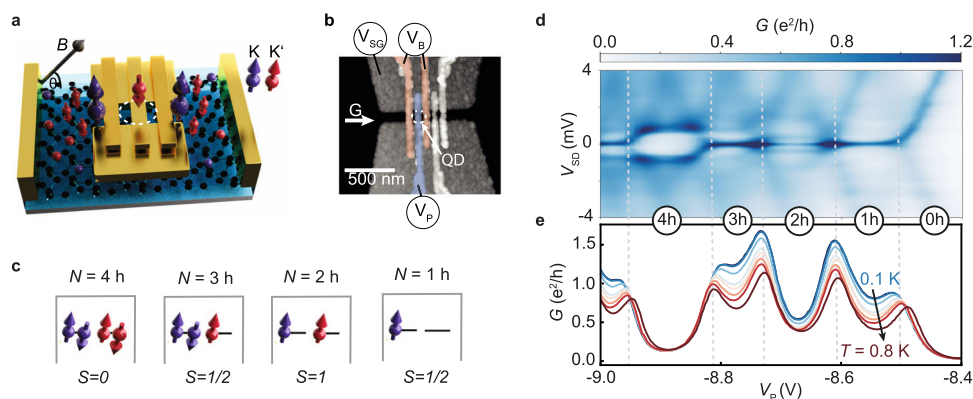 a
B
θ
K K'
b
V_SG
V_B
G
QD
500 nm
V_P
c
N = 4 h N = 3 h N = 2 h N = 1 h
S=0 S=1/2 S=1 S=1/2
d
G (e²/h)
0.0 0.4 0.8 1.2
V_SD (mV)
4
0
-4
4h 3h 2h 1h 0h
e
G (e²/h)
1.5
1.0
0.5
0.0
0.1 K
T = 0.8 K
-9.0 -8.8 -8.6 -8.4
V_P (V)